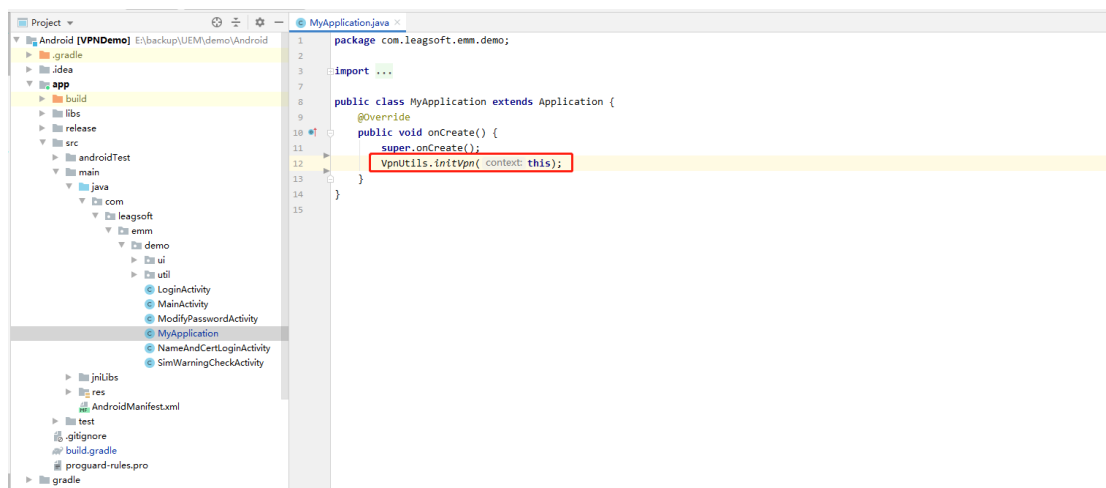 Project
MyApplication.java
Android [VPNDemo] E:\backup\UEM\demo\Android
.gradle
.idea
app
build
libs
release
src
androidTest
main
java
com
leagsoft
emm
demo
ui
util
LoginActivity
MainActivity
ModifyPasswordActivity
MyApplication
NameAndCertLoginActivity
SimWarningCheckActivity
jniLibs
res
AndroidManifest.xml
test
.gitignore
build.gradle
proguard-rules.pro
gradle
1 package com.leagsoft.emm.demo;
2
3 import ...
7
8 public class MyApplication extends Application {
9 @Override
10 public void onCreate() {
11 super.onCreate();
12 VpnUtils.initVpn( context: this);
13 }
14 }
15